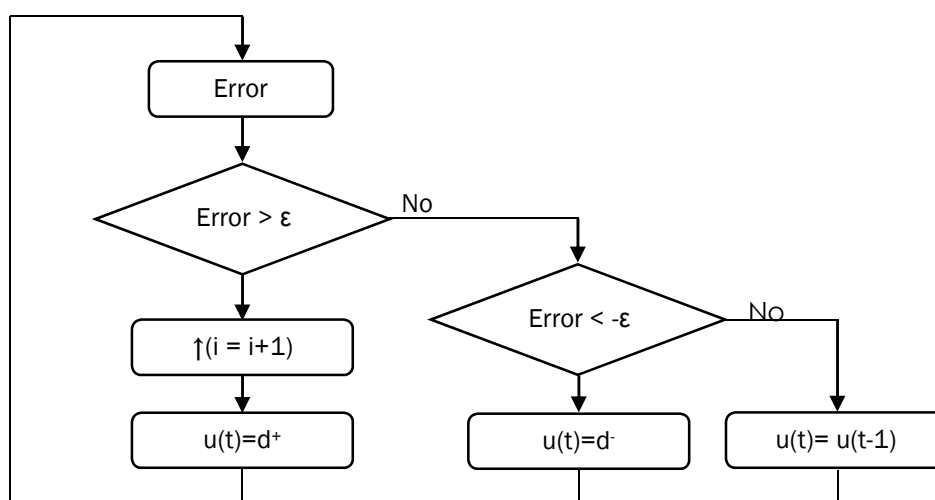 Error
Error > ε
No
Error < -ε
No
↑(i = i+1)
u(t)=d⁺
u(t)=d⁻
u(t)= u(t-1)